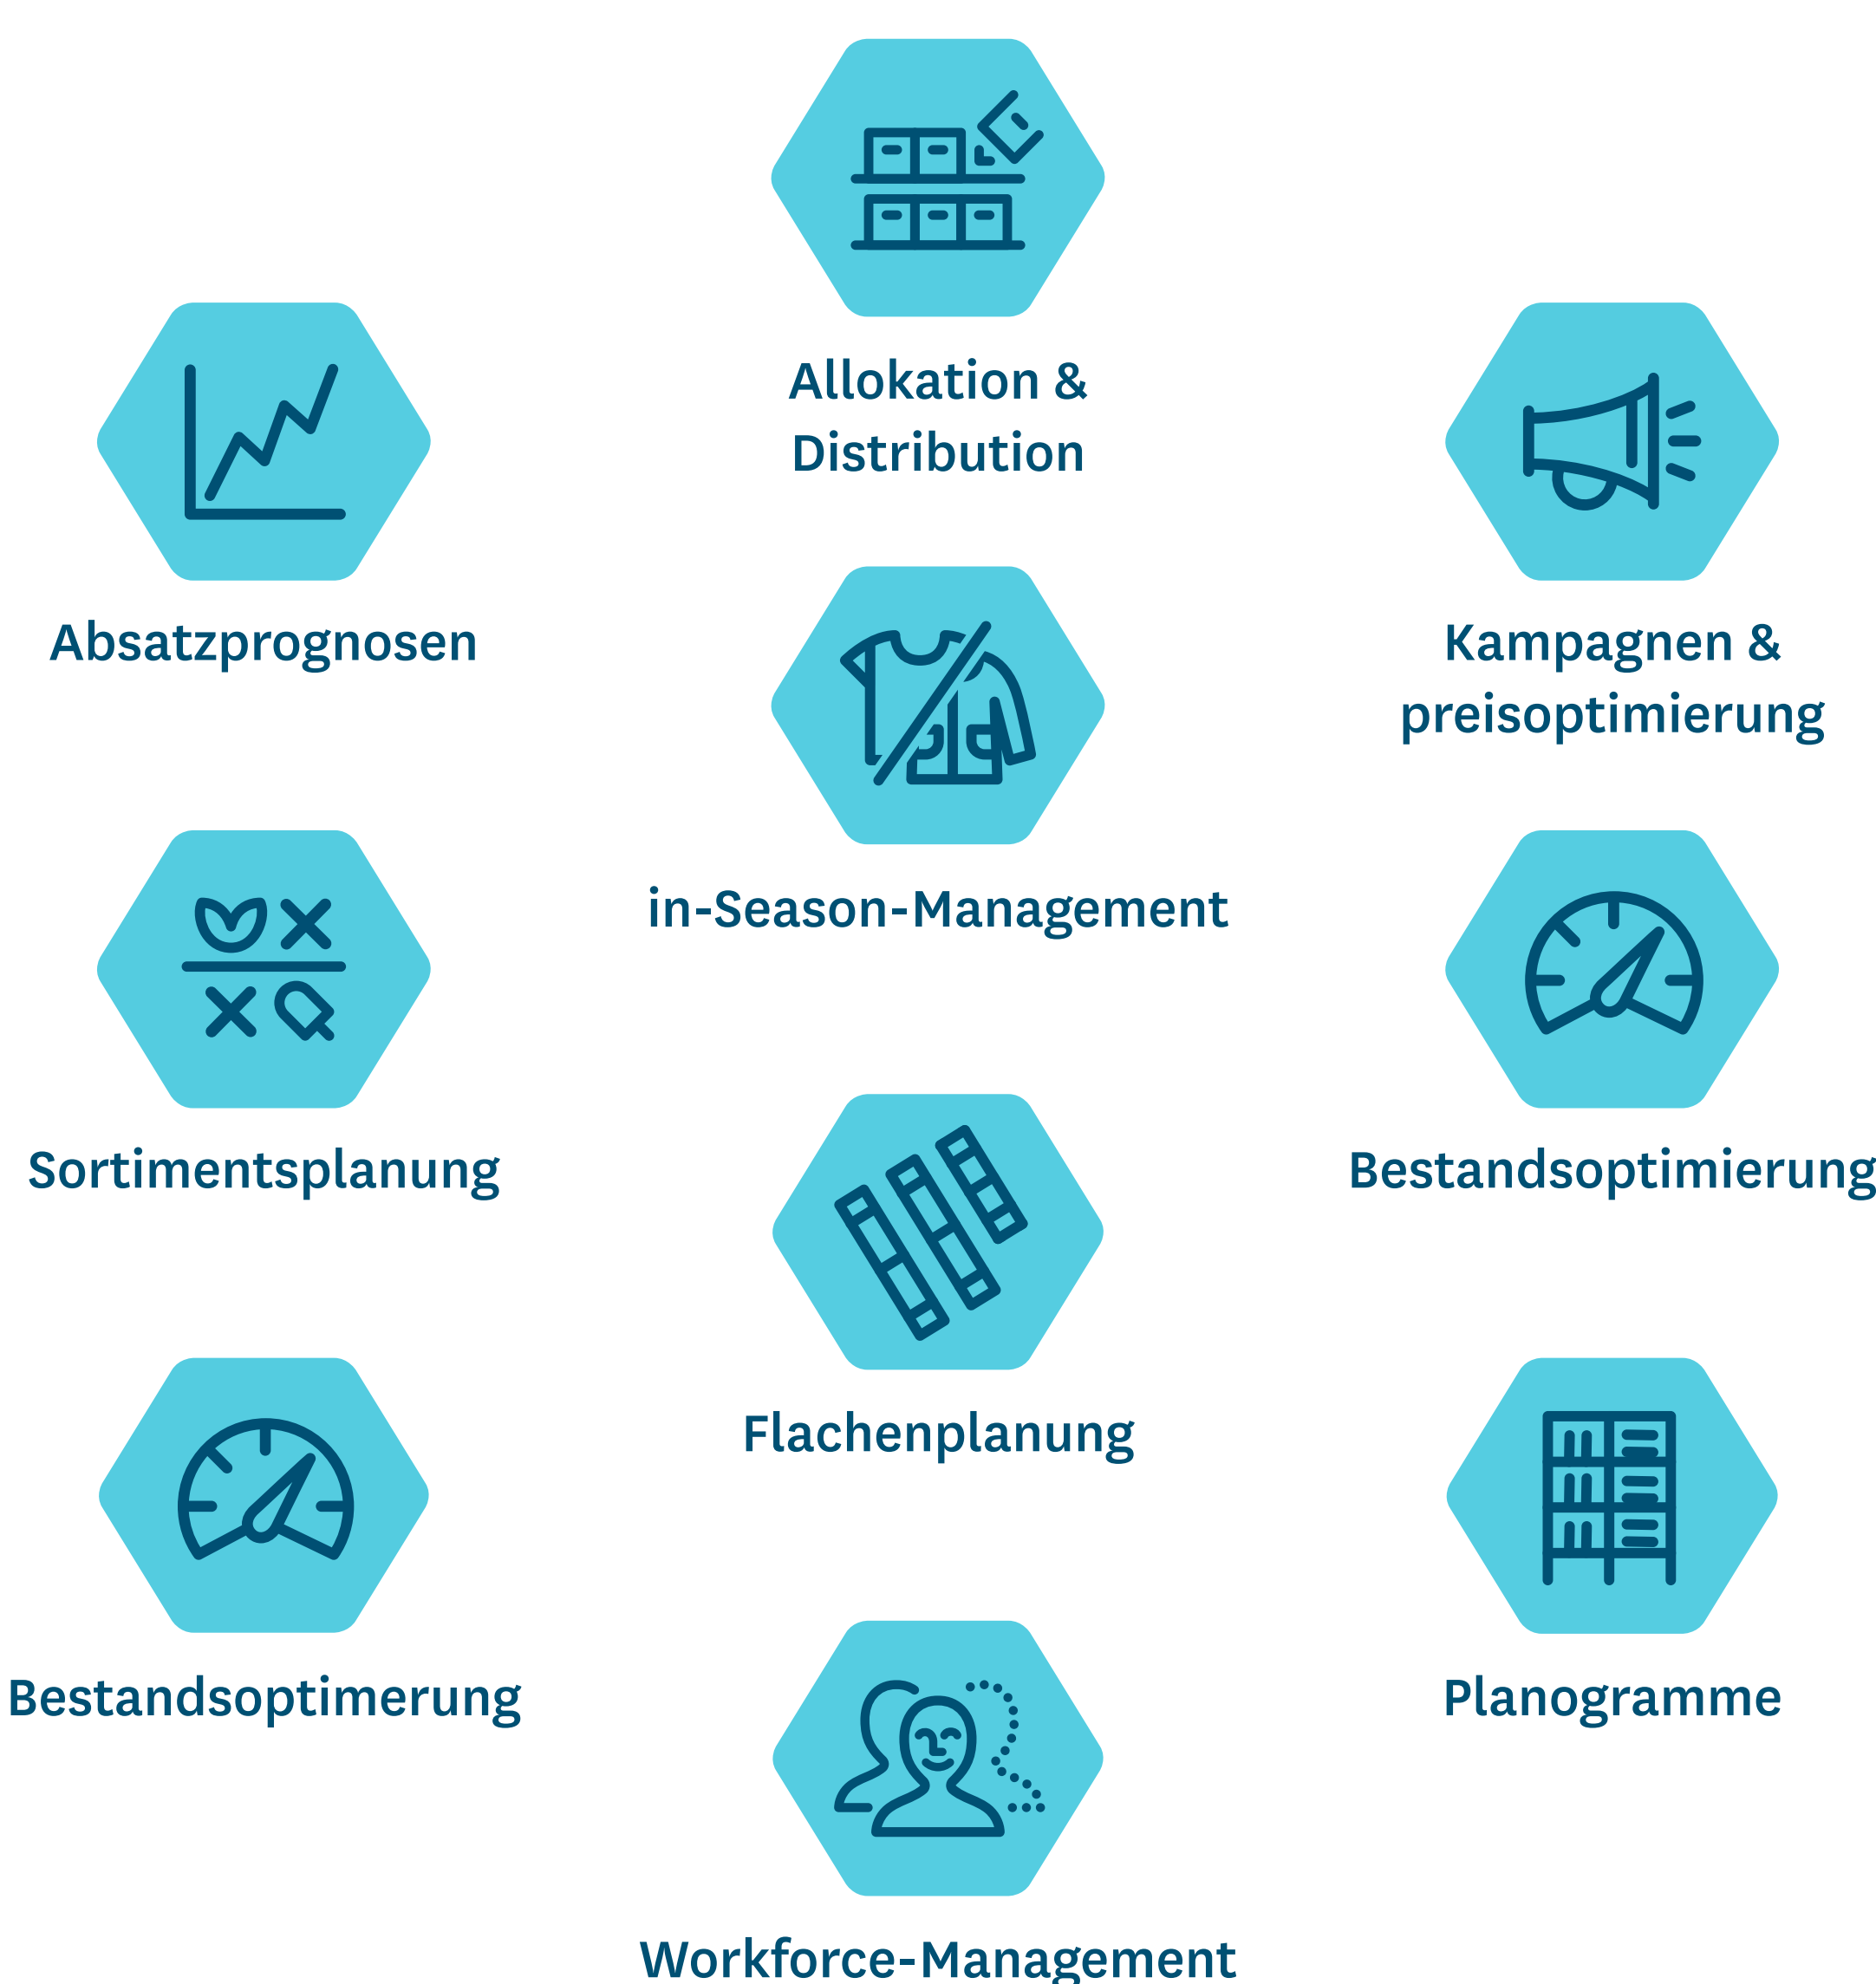 Allokation &
Distribution
Absatzprognosen
Kampagnen &
preisoptimierung
in-Season-Management
Sortimentsplanung
Bestandsoptimierung
Flachenplanung
Bestandsoptimerung
Planogramme
Workforce-Management